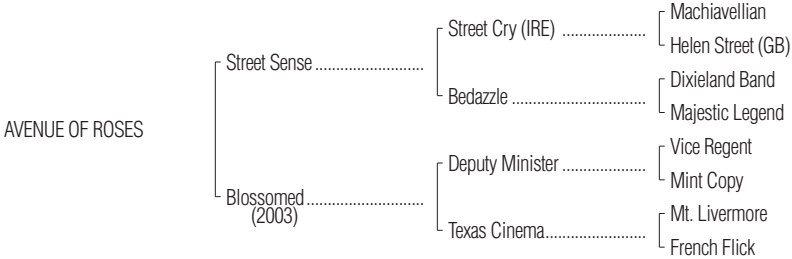 Machiavellian
Street Cry (IRE) ....................
Helen Street (GB)
Street Sense ..........................
Dixieland Band
Bedazzle ................................
Majestic Legend
AVENUE OF ROSES
Vice Regent
Deputy Minister ....................
Mint Copy
Blossomed............................
(2003)
Mt. Livermore
Texas Cinema........................
French Flick